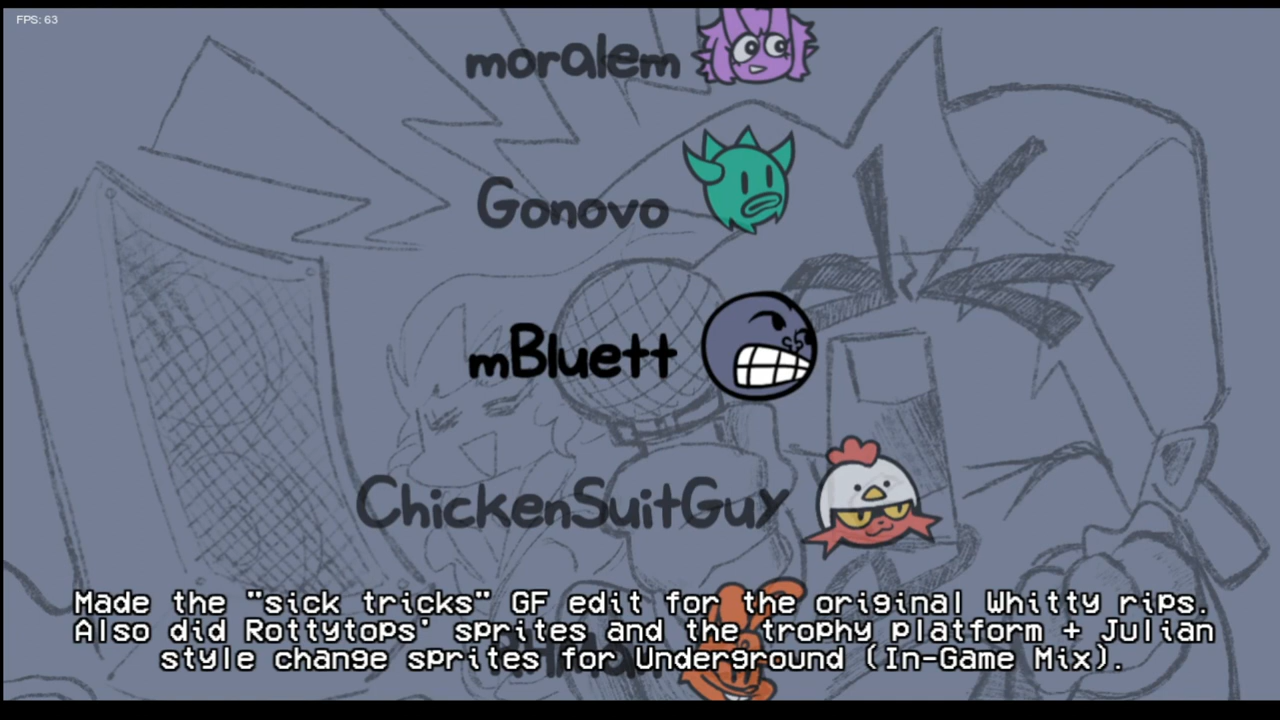 FPS: 63
moralem
Gonovo
mBluett
ChickenSuitGuy
Made the "sick tricks" GF edit for the original Whitty rips.
Also did Rottytops' sprites and the trophy platform + Julian
style change sprites for Underground (In-Game Mix).